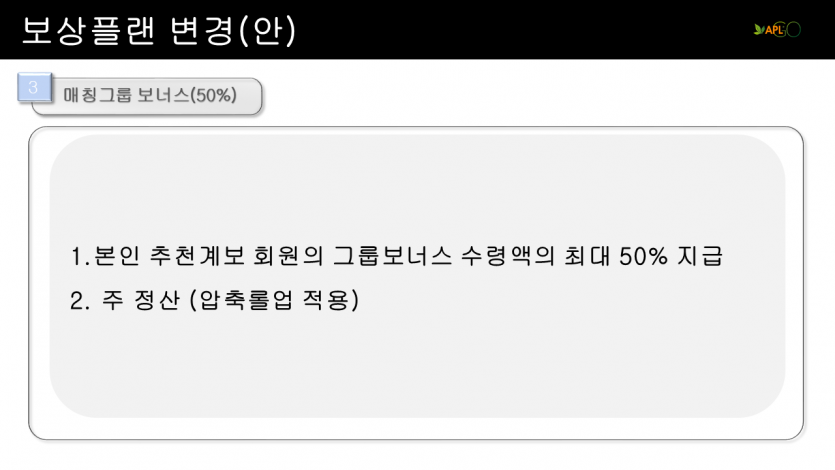 보상플랜 변경(안)
APLGO
3
매칭그룹 보너스(50%)
1.본인 추천계보 회원의 그룹보너스 수령액의 최대 50% 지급
2. 주 정산 (압축롤업 적용)